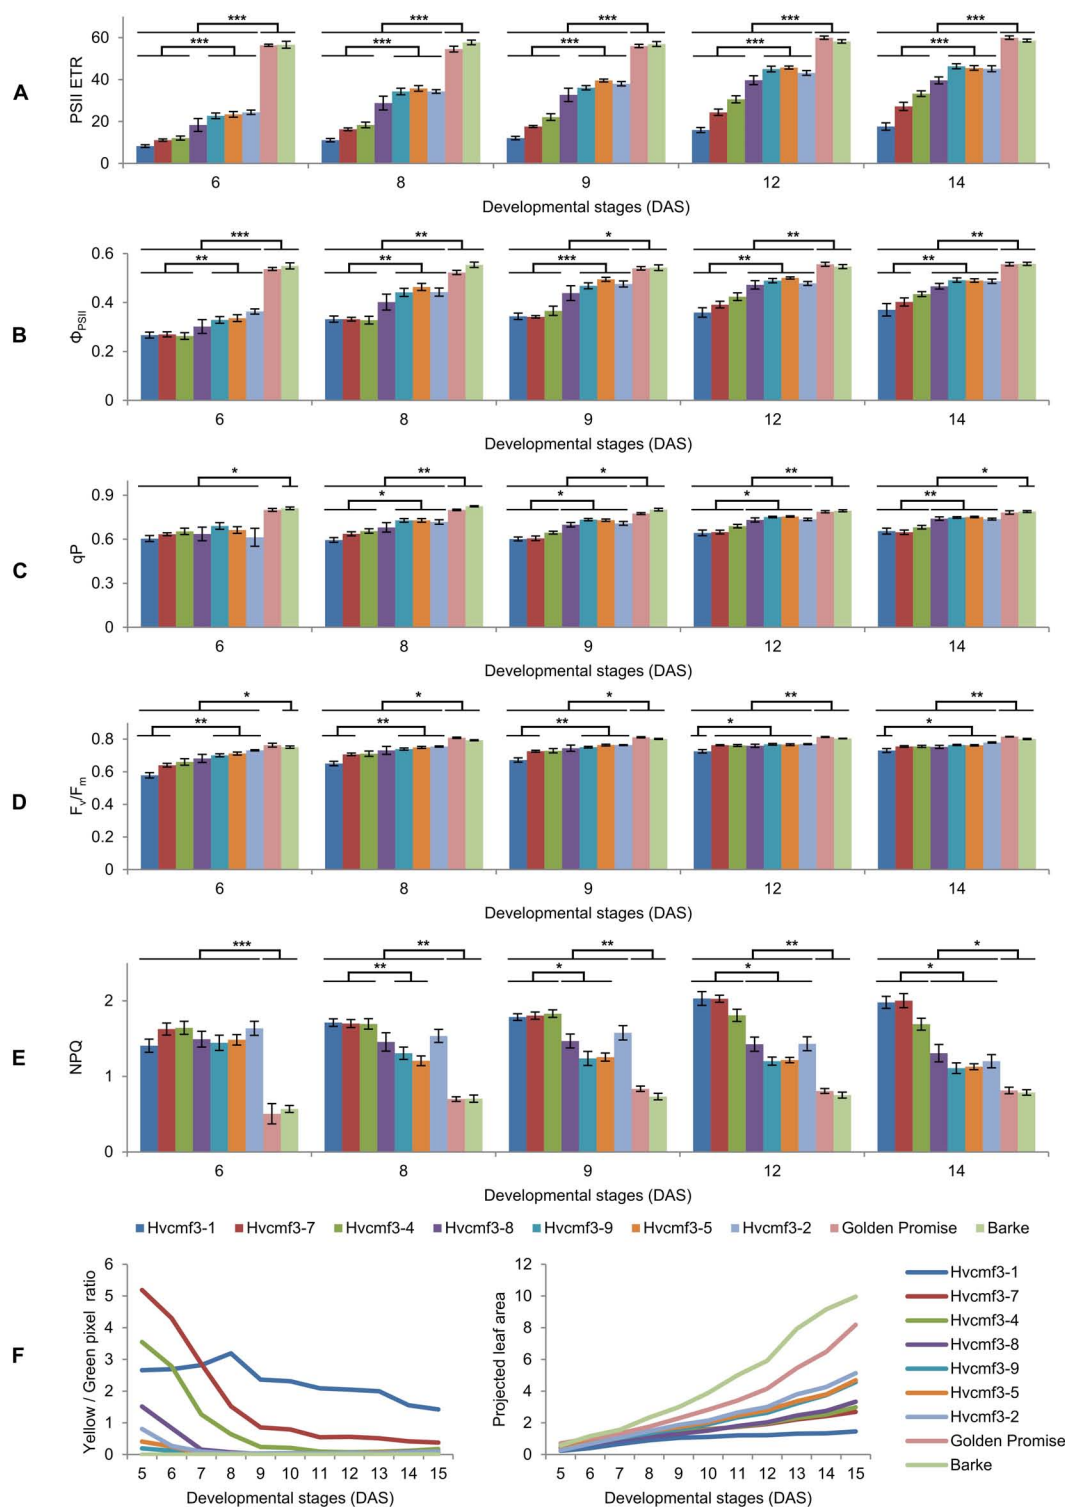 *** *** *** *** ***
*** *** *** *** ***
A
PSII ETR
60
40
20
0
6 8 9 12 14
Developmental stages (DAS)
*** ** * ** **
** ** *** ** **
B
Φ_PSII
0.6
0.4
0.2
0
6 8 9 12 14
Developmental stages (DAS)
* ** * ** *
* * * **
C
qP
0.9
0.6
0.3
0
6 8 9 12 14
Developmental stages (DAS)
* * * ** **
** ** ** * *
D
Fv/Fm
0.8
0.6
0.4
0.2
0
6 8 9 12 14
Developmental stages (DAS)
*** ** ** ** *
** * * *
E
NPQ
2
1
0
6 8 9 12 14
Developmental stages (DAS)
Hvcmf3-1 Hvcmf3-7 Hvcmf3-4 Hvcmf3-8 Hvcmf3-9 Hvcmf3-5 Hvcmf3-2 Golden Promise Barke
F
Yellow / Green pixel ratio
6
5
4
3
2
1
0
5 6 7 8 9 10 11 12 13 14 15
Developmental stages (DAS)
Projected leaf area
12
10
8
6
4
2
0
5 6 7 8 9 10 11 12 13 14 15
Developmental stages (DAS)
Hvcmf3-1
Hvcmf3-7
Hvcmf3-4
Hvcmf3-8
Hvcmf3-9
Hvcmf3-5
Hvcmf3-2
Golden Promise
Barke